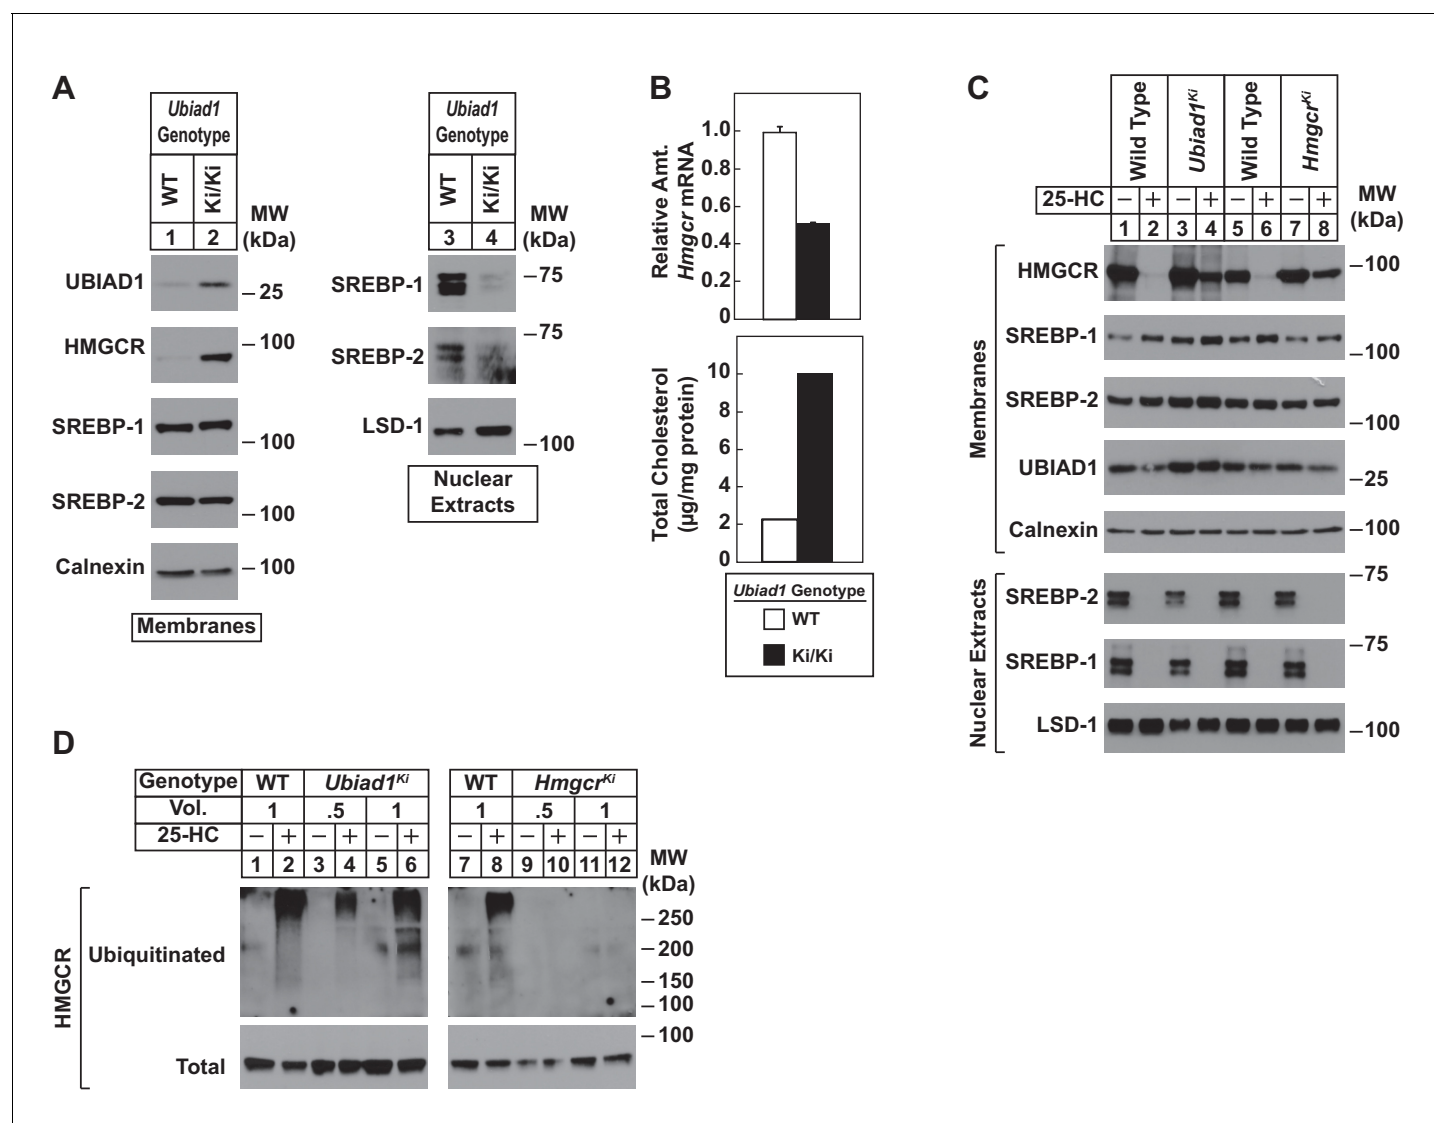 A
Ubiad1
Genotype
WT
Ki/Ki
MW
(kDa)
1
2
UBIAD1
– 25
HMGCR
– 100
SREBP-1
– 100
SREBP-2
– 100
Calnexin
– 100
Membranes
Ubiad1
Genotype
WT
Ki/Ki
MW
(kDa)
3
4
SREBP-1
–75
SREBP-2
–75
LSD-1
–100
Nuclear
Extracts
B
Relative Amt.
Hmgcr mRNA
1.0
0.8
0.6
0.4
0.2
0
Total Cholesterol
(µg/mg protein)
10
8
6
4
2
0
Ubiad1 Genotype
WT
Ki/Ki
C
Wild Type
Ubiad1Ki
Wild Type
HmgcrKi
25-HC – + – + – + – +
MW
(kDa)
1 2 3 4 5 6 7 8
Membranes
HMGCR –100
SREBP-1 –100
SREBP-2 –100
UBIAD1 –25
Calnexin –100
Nuclear Extracts
SREBP-2 –75
SREBP-1 –75
LSD-1 –100
D
Genotype WT Ubiad1Ki WT HmgcrKi
Vol. 1 .5 1 1 .5 1
25-HC – + – + – + – + – + – +
1 2 3 4 5 6 7 8 9 10 11 12
MW
(kDa)
HMGCR
Ubiquitinated
– 250
– 200
– 150
– 100
Total
– 100